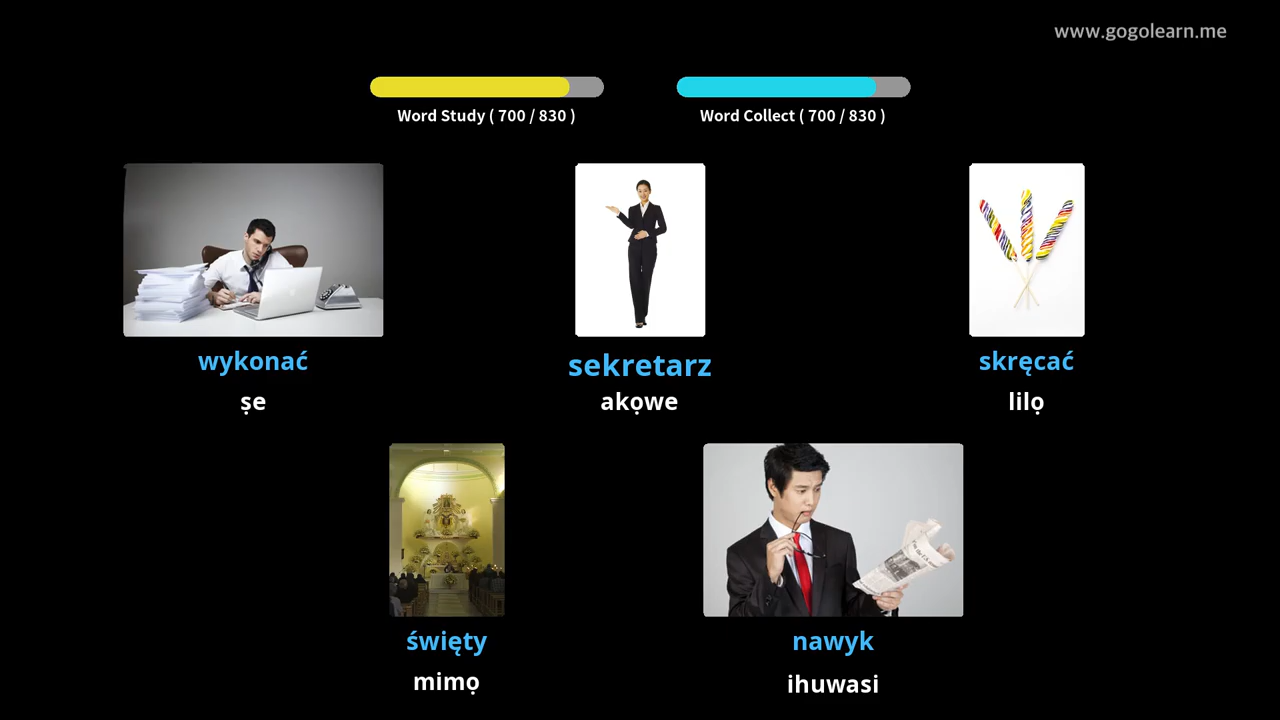 www.gogolearn.me
Word Study ( 700 / 830 )
Word Collect ( 700 / 830 )
wykonać
sekretarz
skręcać
ṣe
akọwe
lilọ
święty
nawyk
mimọ
ihuwasi